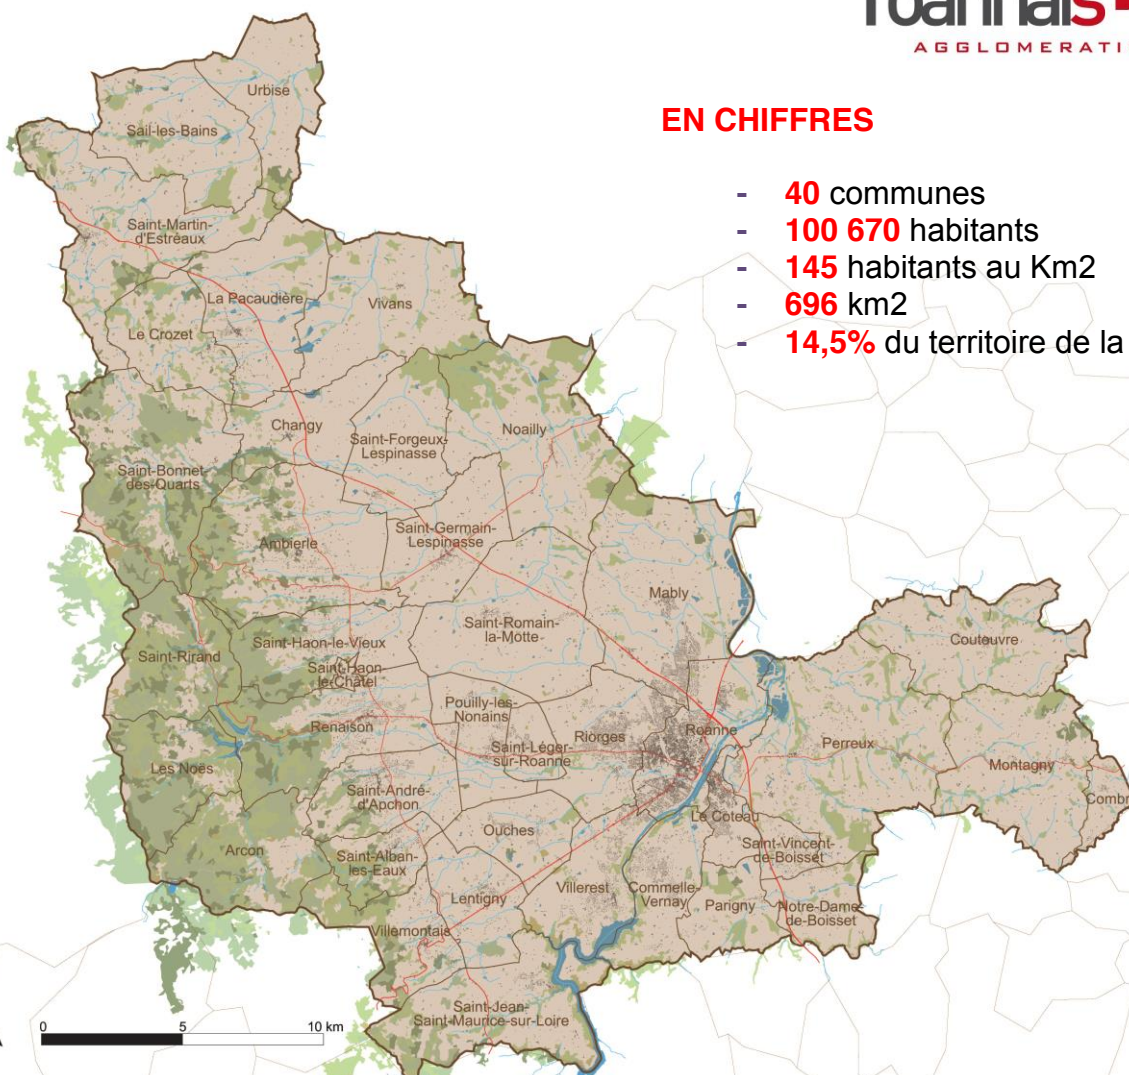 roannais
AGGLOMERATI
EN CHIFFRES
- 40 communes
- 100 670 habitants
- 145 habitants au Km2
- 696 km2
- 14,5% du territoire de la
Urbise
Sail-les-Bains
Saint-Martin-
d'Estréaux
La Pacaudière
Vivans
Le Crozet
Changy
Saint-Forgeux-
Lespinasse
Noailly
Saint-Bonnet-
des-Quarts
Saint-Germain-
Lespinasse
Ambierle
Mably
Saint-Romain-
la-Motte
Coutouvre
Saint-Haon-le-Vieux
Saint-Rirand
Saint-Haon-
le-Châtel
Pouilly-les-
Nonains
Renaison
Riorges
Roanne
Perreux
Saint-Léger-
sur-Roanne
Les Noës
Montagny
Saint-André-
d'Apchon
Combr
Le Coteau
Ouches
Saint-Vincent-
de-Boisset
Arcon
Saint-Alban-
les-Eaux
Villerest
Commelle-
Vernay
Lentigny
Parigny
Notre-Dame-
de-Boisset
Villemontais
Saint-Jean-
Saint-Maurice-sur-Loire
0 5 10 km